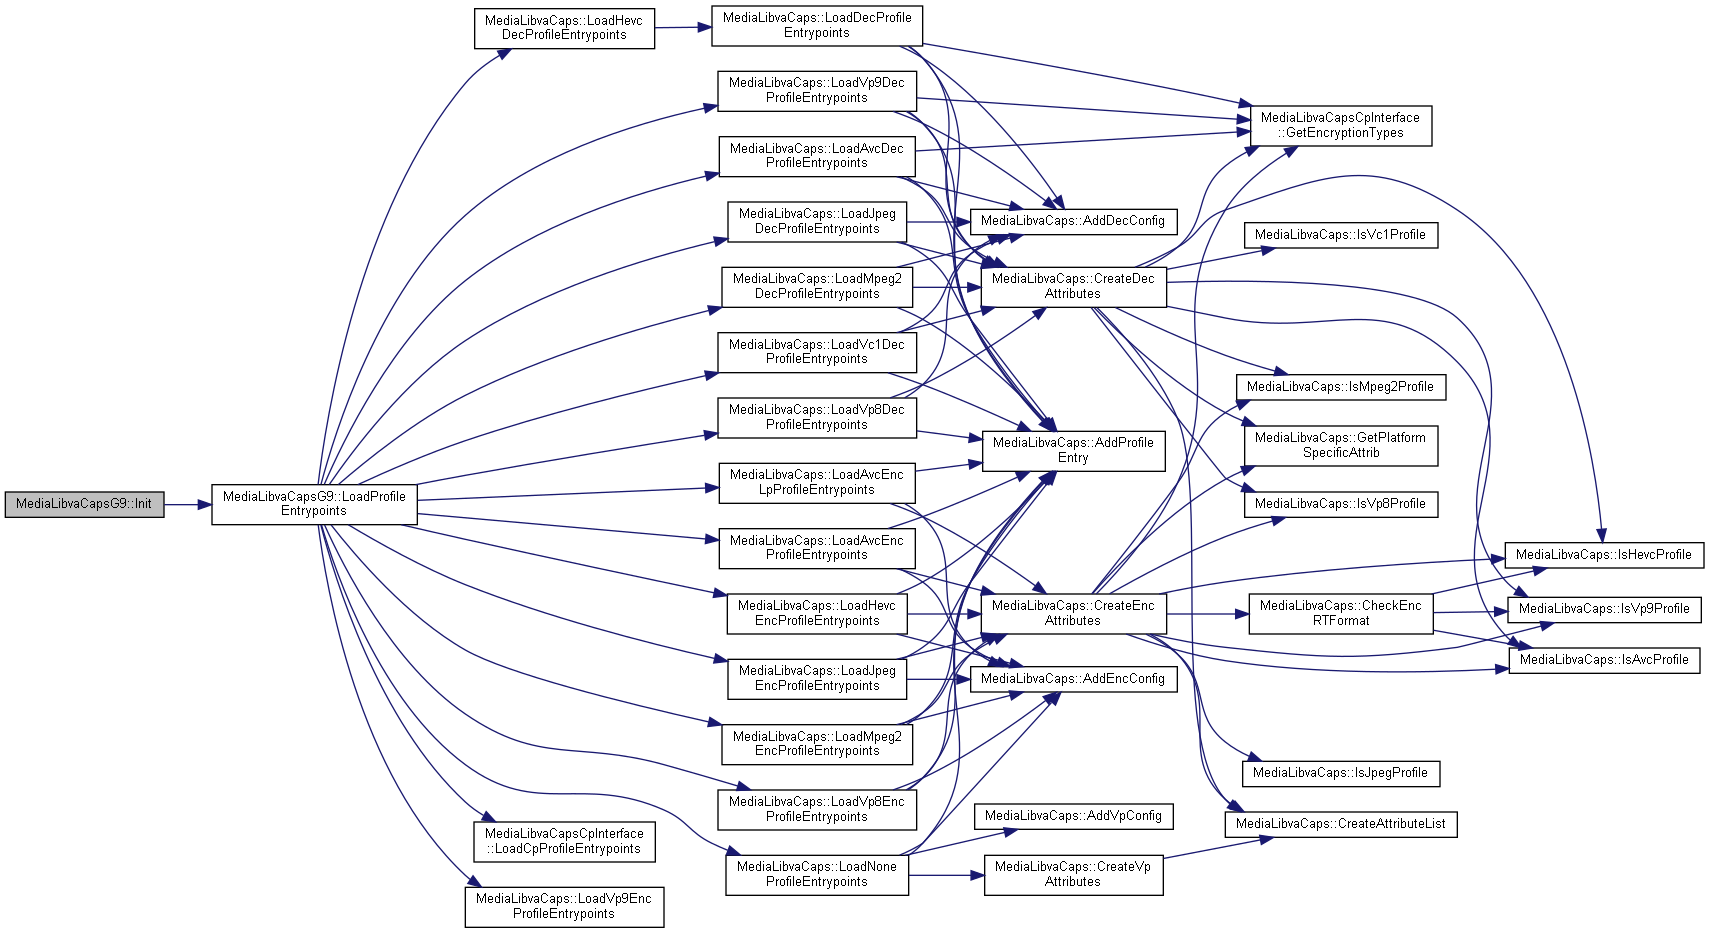 MediaLibvaCapsG9::Init
MediaLibvaCapsG9::LoadProfile
Entrypoints
MediaLibvaCaps::LoadHevc
DecProfileEntrypoints
MediaLibvaCapsCpInterface
::LoadCpProfileEntrypoints
MediaLibvaCaps::LoadVp9Enc
ProfileEntrypoints
MediaLibvaCaps::LoadDecProfile
Entrypoints
MediaLibvaCaps::LoadVp9Dec
ProfileEntrypoints
MediaLibvaCaps::LoadAvcDec
ProfileEntrypoints
MediaLibvaCaps::LoadJpeg
DecProfileEntrypoints
MediaLibvaCaps::LoadMpeg2
DecProfileEntrypoints
MediaLibvaCaps::LoadVc1Dec
ProfileEntrypoints
MediaLibvaCaps::LoadVp8Dec
ProfileEntrypoints
MediaLibvaCaps::LoadAvcEnc
LpProfileEntrypoints
MediaLibvaCaps::LoadAvcEnc
ProfileEntrypoints
MediaLibvaCaps::LoadHevc
EncProfileEntrypoints
MediaLibvaCaps::LoadJpeg
EncProfileEntrypoints
MediaLibvaCaps::LoadMpeg2
EncProfileEntrypoints
MediaLibvaCaps::LoadVp8Enc
ProfileEntrypoints
MediaLibvaCaps::LoadNone
ProfileEntrypoints
MediaLibvaCaps::AddDecConfig
MediaLibvaCaps::CreateDec
Attributes
MediaLibvaCaps::AddProfile
Entry
MediaLibvaCaps::CreateEnc
Attributes
MediaLibvaCaps::AddEncConfig
MediaLibvaCaps::AddVpConfig
MediaLibvaCaps::CreateVp
Attributes
MediaLibvaCapsCpInterface
::GetEncryptionTypes
MediaLibvaCaps::IsVc1Profile
MediaLibvaCaps::IsMpeg2Profile
MediaLibvaCaps::GetPlatform
SpecificAttrib
MediaLibvaCaps::IsVp8Profile
MediaLibvaCaps::CheckEnc
RTFormat
MediaLibvaCaps::IsJpegProfile
MediaLibvaCaps::CreateAttributeList
MediaLibvaCaps::IsHevcProfile
MediaLibvaCaps::IsVp9Profile
MediaLibvaCaps::IsAvcProfile